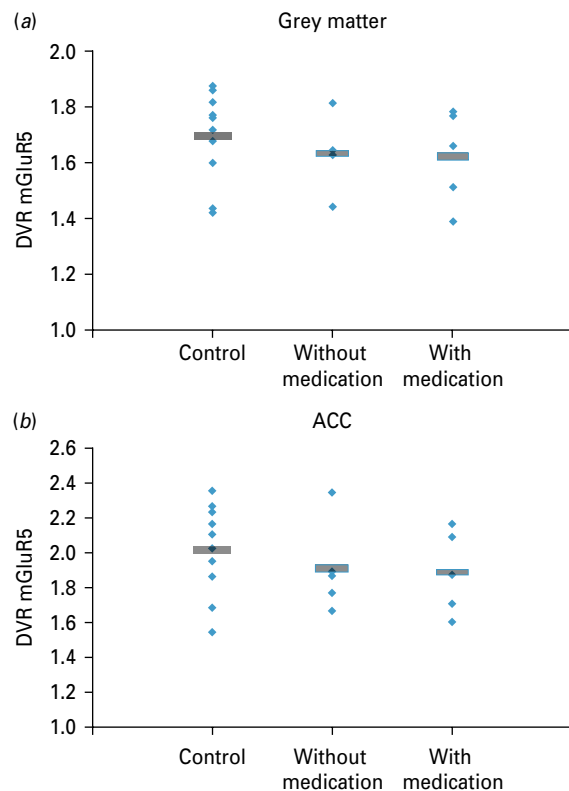 (a) Grey matter
2.0
1.8
1.6
1.4
1.2
1.0
DVR mGluR5
Control Without medication With medication
(b) ACC
2.6
2.4
2.2
2.0
1.8
1.6
1.4
1.2
1.0
DVR mGluR5
Control Without medication With medication